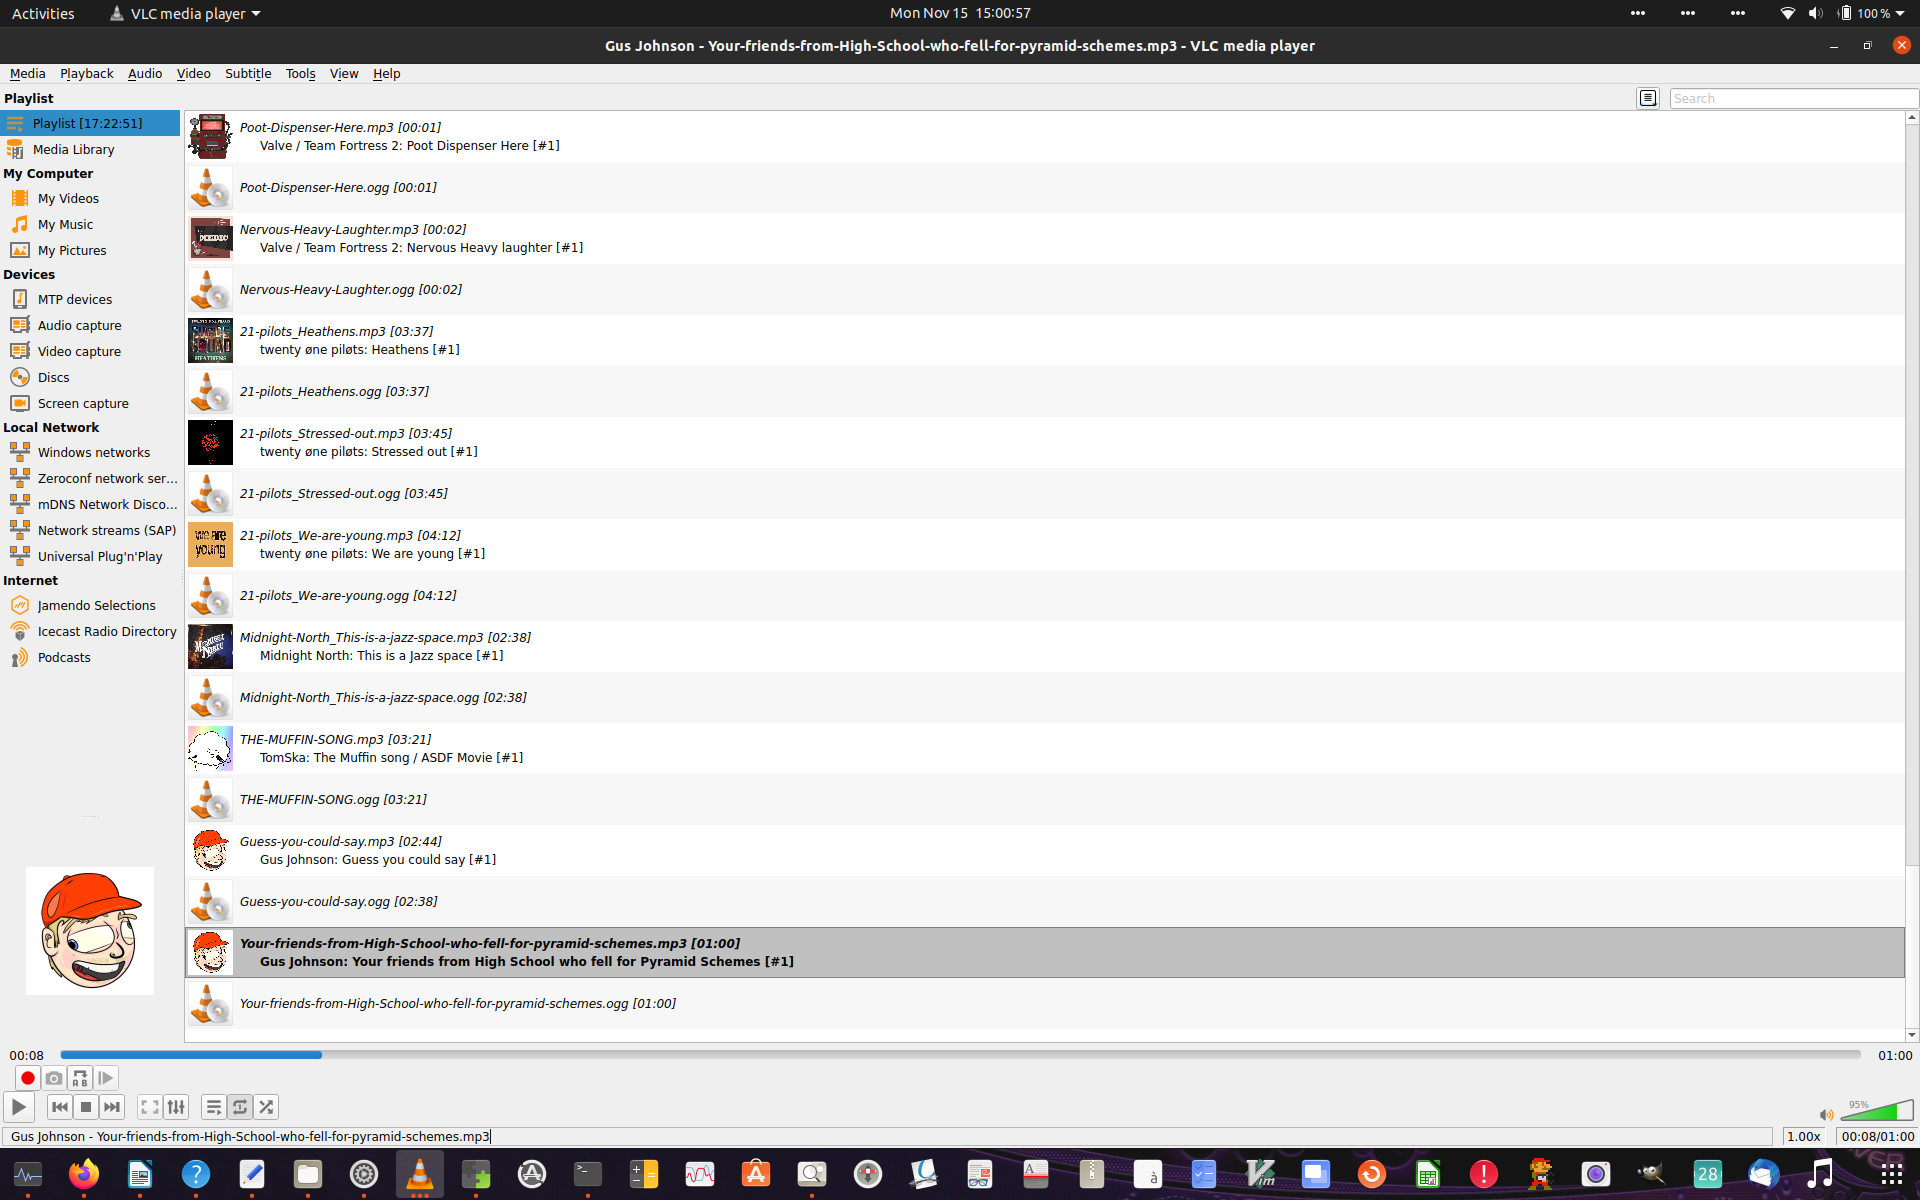 Activities VLC media player Mon Nov 15 15:00:57 100 %
Gus Johnson - Your-friends-from-High-School-who-fell-for-pyramid-schemes.mp3 - VLC media player
Media Playback Audio Video Subtitle Tools View Help
Playlist
Search
Playlist [17:22:51]
Media Library
My Computer
My Videos
My Music
My Pictures
Devices
MTP devices
Audio capture
Video capture
Discs
Screen capture
Local Network
Windows networks
Zeroconf network ser...
mDNS Network Disco...
Network streams (SAP)
Universal Plug'n'Play
Internet
Jamendo Selections
Icecast Radio Directory
Podcasts
Poot-Dispenser-Here.mp3 [00:01]
Valve / Team Fortress 2: Poot Dispenser Here [#1]
Poot-Dispenser-Here.ogg [00:01]
Nervous-Heavy-Laughter.mp3 [00:02]
Valve / Team Fortress 2: Nervous Heavy laughter [#1]
Nervous-Heavy-Laughter.ogg [00:02]
HEATHENS
21-pilots_Heathens.mp3 [03:37]
twenty øne piløts: Heathens [#1]
21-pilots_Heathens.ogg [03:37]
21-pilots_Stressed-out.mp3 [03:45]
twenty øne piløts: Stressed out [#1]
21-pilots_Stressed-out.ogg [03:45]
we are
young
21-pilots_We-are-young.mp3 [04:12]
twenty øne piløts: We are young [#1]
21-pilots_We-are-young.ogg [04:12]
Midnight-North_This-is-a-jazz-space.mp3 [02:38]
Midnight North: This is a Jazz space [#1]
Midnight-North_This-is-a-jazz-space.ogg [02:38]
THE-MUFFIN-SONG.mp3 [03:21]
TomSka: The Muffin song / ASDF Movie [#1]
THE-MUFFIN-SONG.ogg [03:21]
Guess-you-could-say.mp3 [02:44]
Gus Johnson: Guess you could say [#1]
Guess-you-could-say.ogg [02:38]
Your-friends-from-High-School-who-fell-for-pyramid-schemes.mp3 [01:00]
Gus Johnson: Your friends from High School who fell for Pyramid Schemes [#1]
Your-friends-from-High-School-who-fell-for-pyramid-schemes.ogg [01:00]
00:08 01:00
A B
95%
Gus Johnson - Your-friends-from-High-School-who-fell-for-pyramid-schemes.mp3 1.00x 00:08/01:00
28